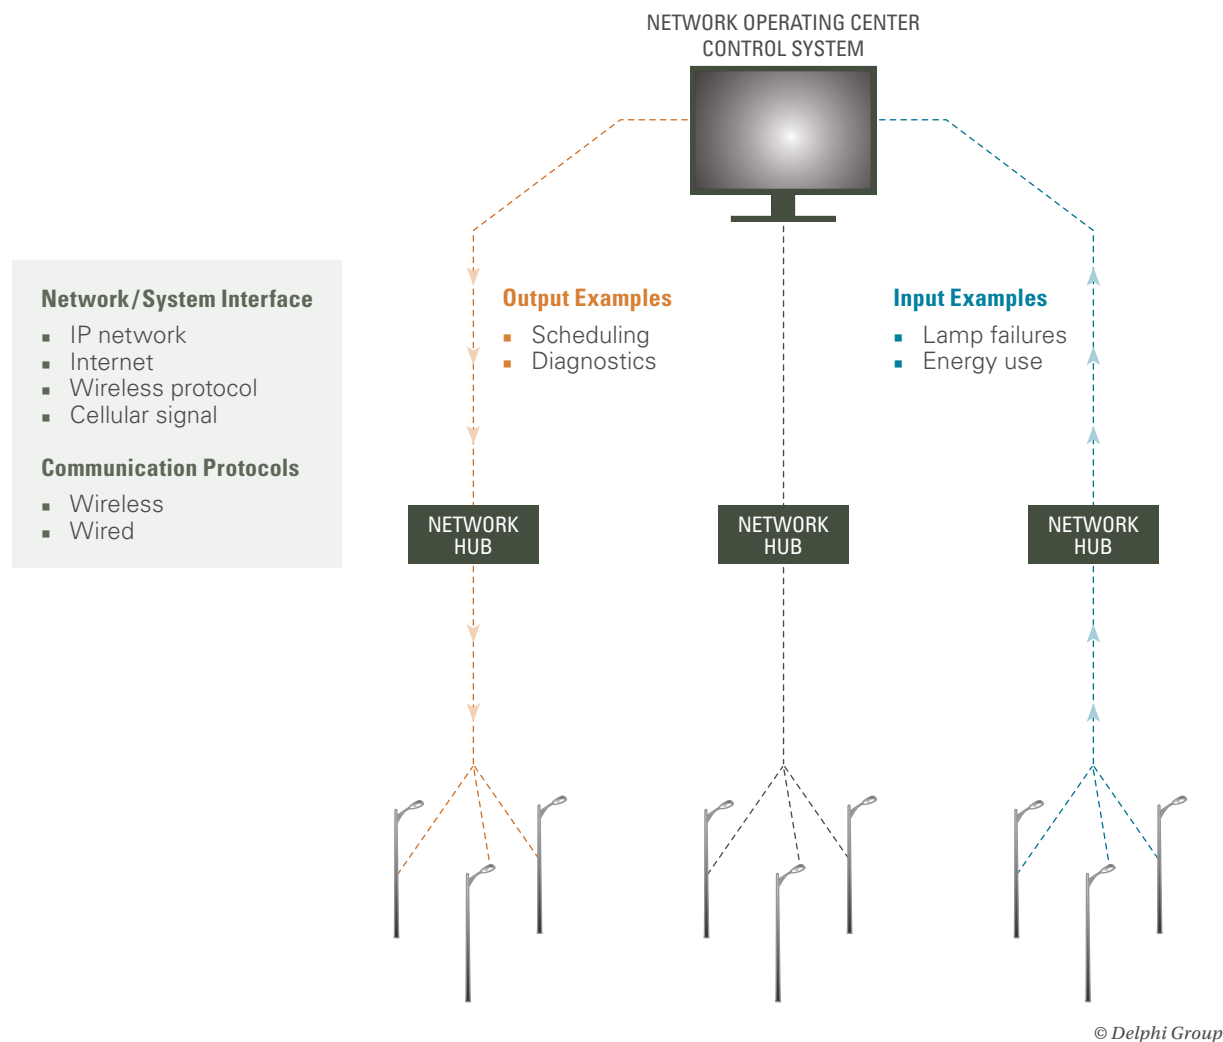 NETWORK OPERATING CENTER
CONTROL SYSTEM
Network/System Interface
▪ IP network
▪ Internet
▪ Wireless protocol
▪ Cellular signal
Communication Protocols
▪ Wireless
▪ Wired
Output Examples
▪ Scheduling
▪ Diagnostics
Input Examples
▪ Lamp failures
▪ Energy use
NETWORK
HUB
NETWORK
HUB
NETWORK
HUB
© Delphi Group